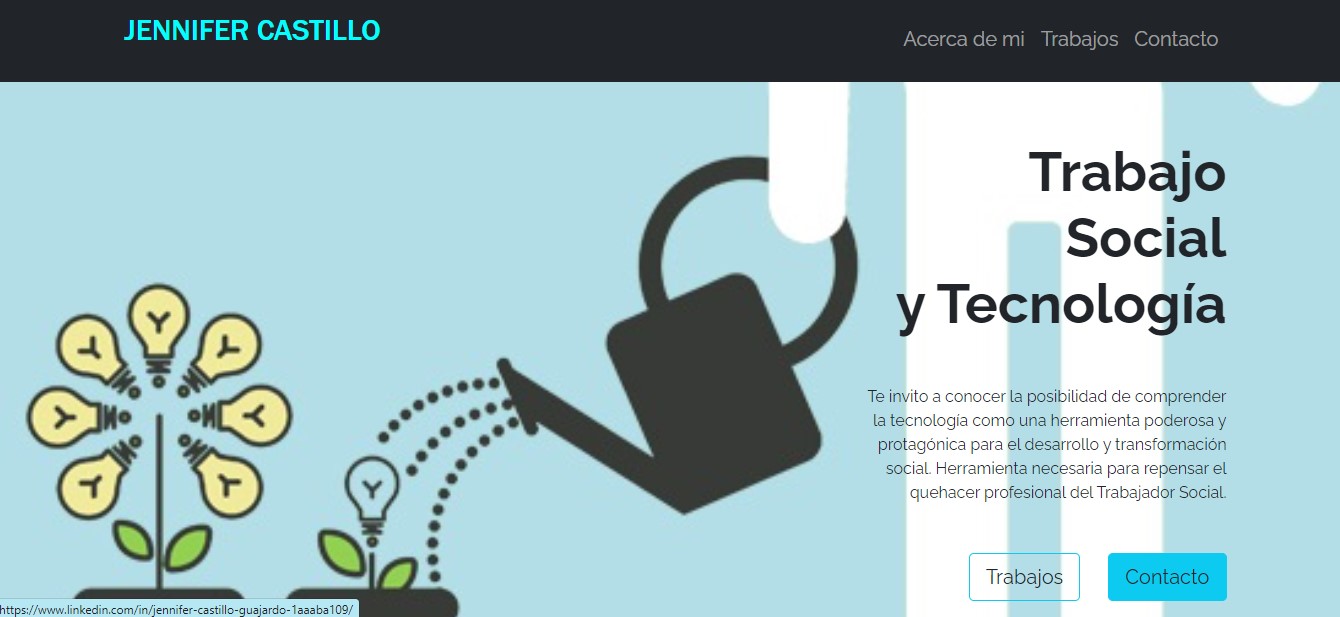 JENNIFER CASTILLO
Acerca de mi Trabajos Contacto
Trabajo
Social
y Tecnología
Te invito a conocer la posibilidad de comprender
la tecnología como una herramienta poderosa y
protagónica para el desarrollo y transformación
social. Herramienta necesaria para repensar el
quehacer profesional del Trabajador Social.
Trabajos Contacto
https://www.linkedin.com/in/jennifer-castillo-guajardo-1aaaba109/